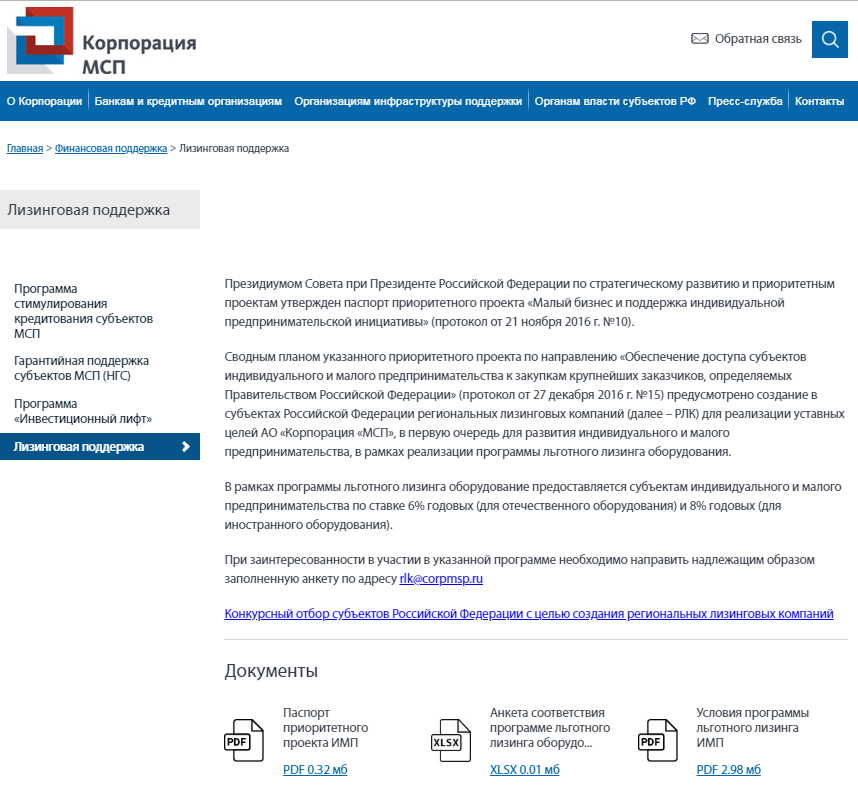 Корпорация
МСП
Обратная связь
О Корпорации Банкам и кредитным организациям Организациям инфраструктуры поддержки Органам власти субъектов РФ Пресс-служба Контакты
Главная > Финансовая поддержка > Лизинговая поддержка
Лизинговая поддержка
Программа
стимулирования
кредитования субъектов
МСП
Гарантийная поддержка
субъектов МСП (НГС)
Программа
«Инвестиционный лифт»
Лизинговая поддержка
Президиумом Совета при Президенте Российской Федерации по стратегическому развитию и приоритетным
проектам утвержден паспорт приоритетного проекта «Малый бизнес и поддержка индивидуальной
предпринимательской инициативы» (протокол от 21 ноября 2016 г. №10).
Сводным планом указанного приоритетного проекта по направлению «Обеспечение доступа субъектов
индивидуального и малого предпринимательства к закупкам крупнейших заказчиков, определяемых
Правительством Российской Федерации» (протокол от 27 декабря 2016 г. №15) предусмотрено создание в
субъектах Российской Федерации региональных лизинговых компаний (далее – РЛК) для реализации уставных
целей АО «Корпорация «МСП», в первую очередь для развития индивидуального и малого
предпринимательства, в рамках реализации программы льготного лизинга оборудования.
В рамках программы льготного лизинга оборудование предоставляется субъектам индивидуального и малого
предпринимательства по ставке 6% годовых (для отечественного оборудования) и 8% годовых (для
иностранного оборудования).
При заинтересованности в участии в указанной программе необходимо направить надлежащим образом
заполненную анкету по адресу rlk@corpmsp.ru
Конкурсный отбор субъектов Российской Федерации с целью создания региональных лизинговых компаний
Документы
PDF
Паспорт
приоритетного
проекта ИМП
PDF 0.32 мб
XLSX
Анкета соответствия
программе льготного
лизинга оборудо...
XLSX 0.01 мб
PDF
Условия программы
льготного лизинга
ИМП
PDF 2.98 мб